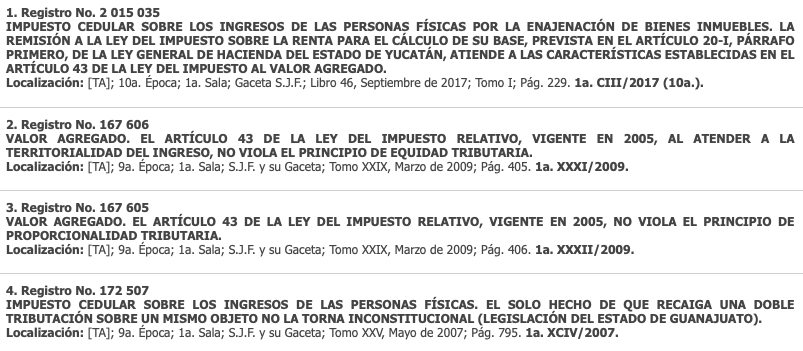 1. Registro No. 2 015 035
IMPUESTO CEDULAR SOBRE LOS INGRESOS DE LAS PERSONAS FÍSICAS POR LA ENAJENACIÓN DE BIENES INMUEBLES. LA
REMISIÓN A LA LEY DEL IMPUESTO SOBRE LA RENTA PARA EL CÁLCULO DE SU BASE, PREVISTA EN EL ARTÍCULO 20-I, PÁRRAFO
PRIMERO, DE LA LEY GENERAL DE HACIENDA DEL ESTADO DE YUCATÁN, ATIENDE A LAS CARACTERÍSTICAS ESTABLECIDAS EN EL
ARTÍCULO 43 DE LA LEY DEL IMPUESTO AL VALOR AGREGADO.
Localización: [TA]; 10a. Época; 1a. Sala; Gaceta S.J.F.; Libro 46, Septiembre de 2017; Tomo I; Pág. 229. 1a. CIII/2017 (10a.).
2. Registro No. 167 606
VALOR AGREGADO. EL ARTÍCULO 43 DE LA LEY DEL IMPUESTO RELATIVO, VIGENTE EN 2005, AL ATENDER A LA
TERRITORIALIDAD DEL INGRESO, NO VIOLA EL PRINCIPIO DE EQUIDAD TRIBUTARIA.
Localización: [TA]; 9a. Época; 1a. Sala; S.J.F. y su Gaceta; Tomo XXIX, Marzo de 2009; Pág. 405. 1a. XXXI/2009.
3. Registro No. 167 605
VALOR AGREGADO. EL ARTÍCULO 43 DE LA LEY DEL IMPUESTO RELATIVO, VIGENTE EN 2005, NO VIOLA EL PRINCIPIO DE
PROPORCIONALIDAD TRIBUTARIA.
Localización: [TA]; 9a. Época; 1a. Sala; S.J.F. y su Gaceta; Tomo XXIX, Marzo de 2009; Pág. 406. 1a. XXXII/2009.
4. Registro No. 172 507
IMPUESTO CEDULAR SOBRE LOS INGRESOS DE LAS PERSONAS FÍSICAS. EL SOLO HECHO DE QUE RECAIGA UNA DOBLE
TRIBUTACIÓN SOBRE UN MISMO OBJETO NO LA TORNA INCONSTITUCIONAL (LEGISLACIÓN DEL ESTADO DE GUANAJUATO).
Localización: [TA]; 9a. Época; 1a. Sala; S.J.F. y su Gaceta; Tomo XXV, Mayo de 2007; Pág. 795. 1a. XCIV/2007.